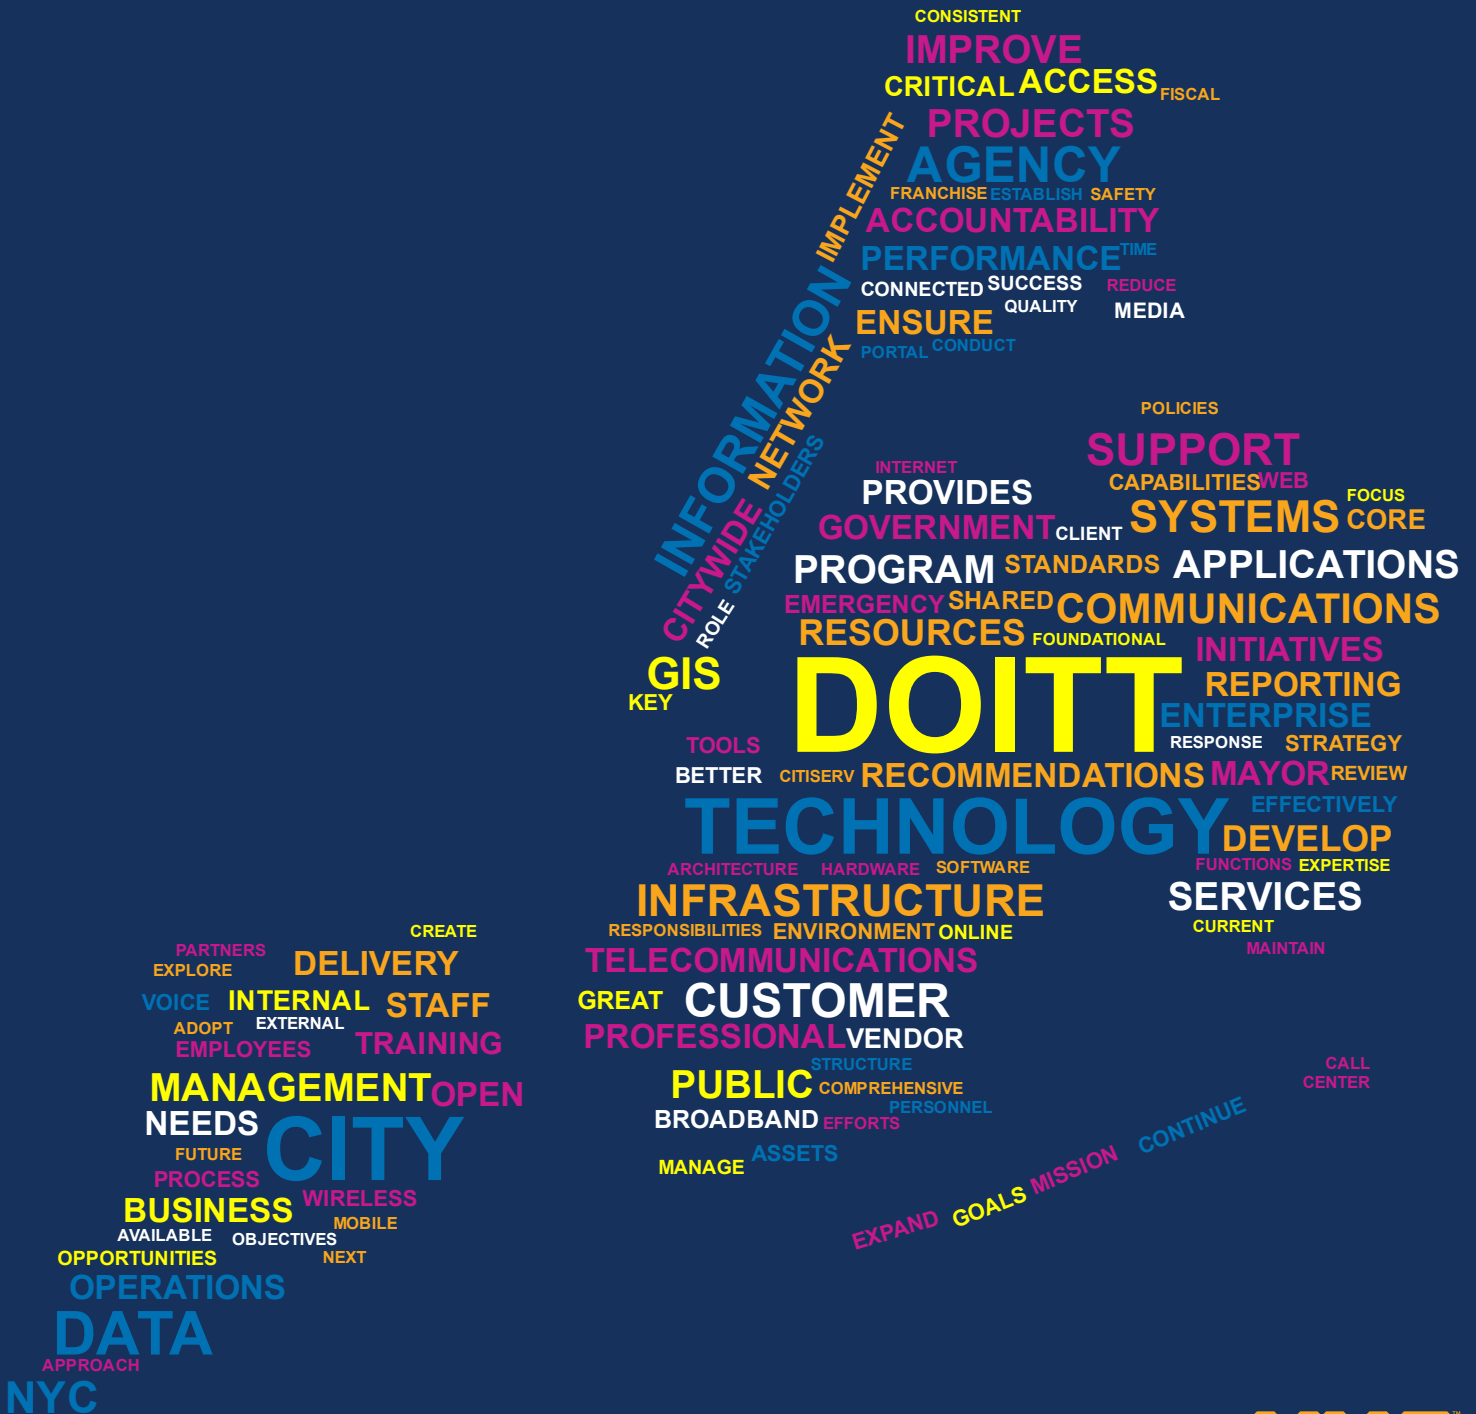 CONSISTENT
IMPROVE
CRITICAL ACCESS FISCAL
PROJECTS
AGENCY
IMPLEMENT
FRANCHISE ESTABLISH SAFETY
ACCOUNTABILITY
PERFORMANCE TIME
CONNECTED SUCCESS REDUCE
QUALITY MEDIA
ENSURE
PORTAL CONDUCT
INFORMATION
NETWORK
CITYWIDE
STAKEHOLDERS
ROLE
GIS
KEY
POLICIES
SUPPORT
INTERNET
CAPABILITIES WEB
PROVIDES
FOCUS
GOVERNMENT CLIENT SYSTEMS CORE
PROGRAM STANDARDS APPLICATIONS
EMERGENCY SHARED COMMUNICATIONS
RESOURCES FOUNDATIONAL INITIATIVES
DOITT
REPORTING
ENTERPRISE
TOOLS RESPONSE STRATEGY
BETTER CITISERV RECOMMENDATIONS MAYOR REVIEW
TECHNOLOGY EFFECTIVELY
DEVELOP
ARCHITECTURE HARDWARE SOFTWARE FUNCTIONS EXPERTISE
INFRASTRUCTURE SERVICES
RESPONSIBILITIES ENVIRONMENT ONLINE CURRENT
MAINTAIN
TELECOMMUNICATIONS
GREAT CUSTOMER
PROFESSIONAL VENDOR
STRUCTURE
PUBLIC COMPREHENSIVE
PERSONNEL
BROADBAND EFFORTS
MANAGE ASSETS
CREATE
PARTNERS
EXPLORE DELIVERY
VOICE INTERNAL STAFF
ADOPT EXTERNAL
EMPLOYEES TRAINING
MANAGEMENT OPEN
NEEDS CITY
FUTURE
PROCESS
BUSINESS WIRELESS
MOBILE
AVAILABLE OBJECTIVES
OPPORTUNITIES NEXT
OPERATIONS
DATA
APPROACH
NYC
CALL
CENTER
EXPAND GOALS MISSION CONTINUE
TM